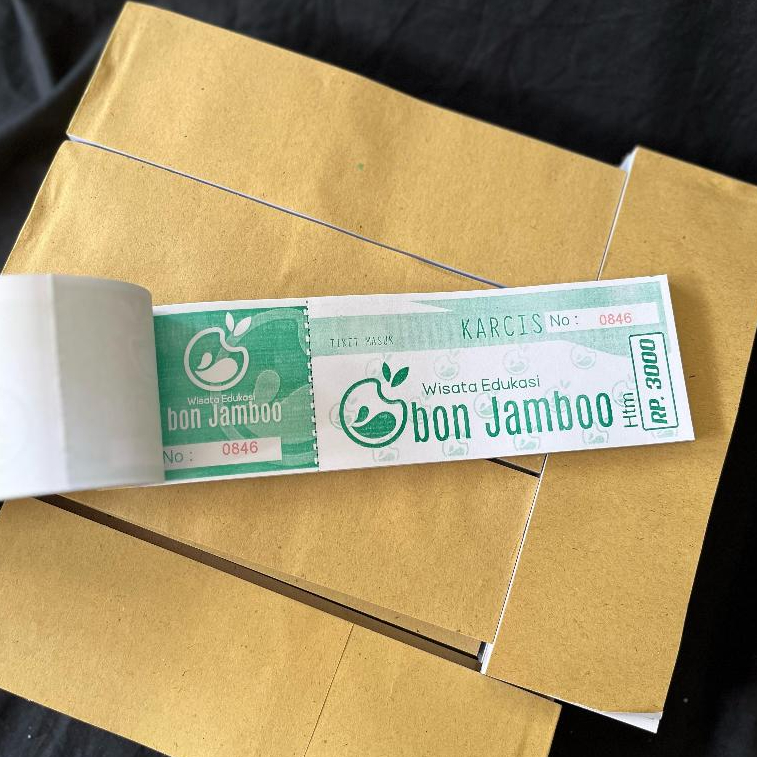 Wisata Edukasi
bon Jamboo
No : 0846
TIKET MASUK
KARCIS No : 0846
Wisata Edukasi
bon Jamboo
Htm RP. 3000